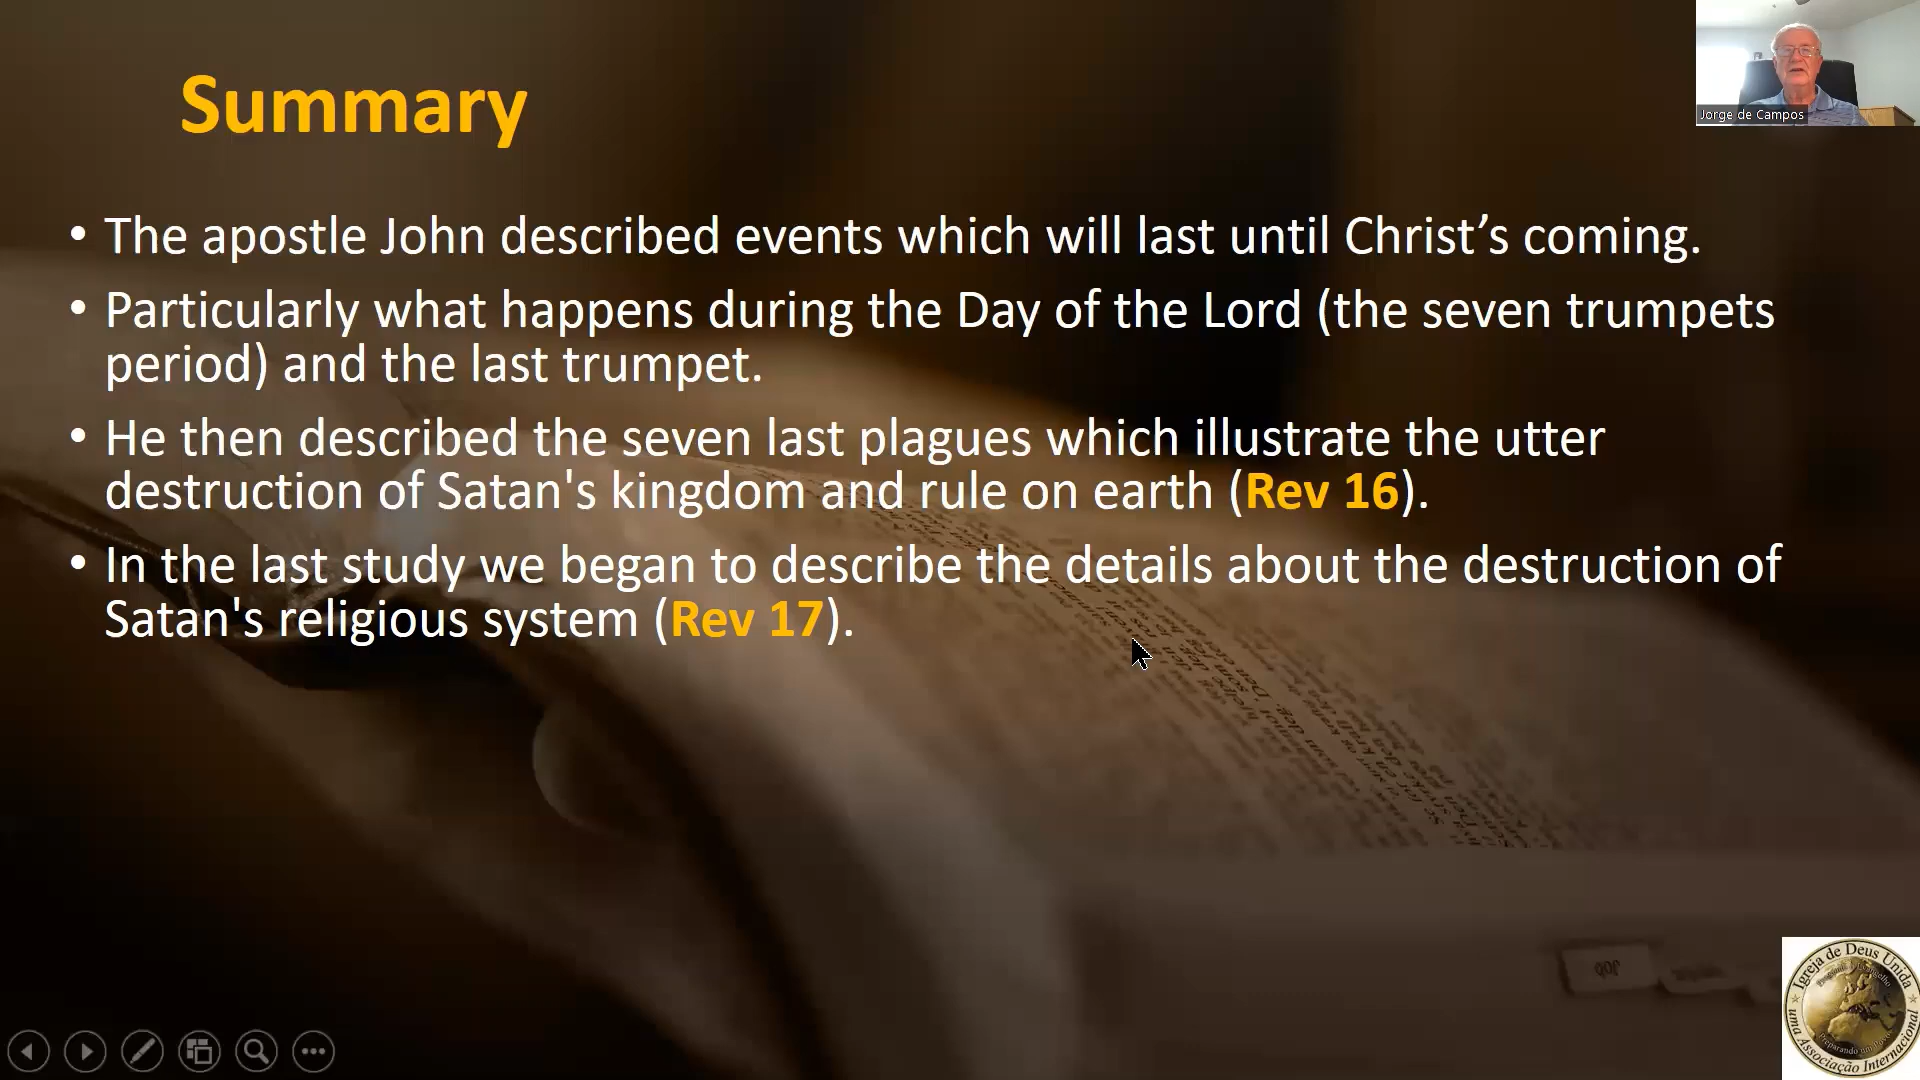 Summary
Jorge de Campos
• The apostle John described events which will last until Christ’s coming.
• Particularly what happens during the Day of the Lord (the seven trumpets
period) and the last trumpet.
• He then described the seven last plagues which illustrate the utter
destruction of Satan's kingdom and rule on earth (Rev 16).
• In the last study we began to describe the details about the destruction of
Satan's religious system (Rev 17).
Igreja de Deus Unida
uma Associação Internacional